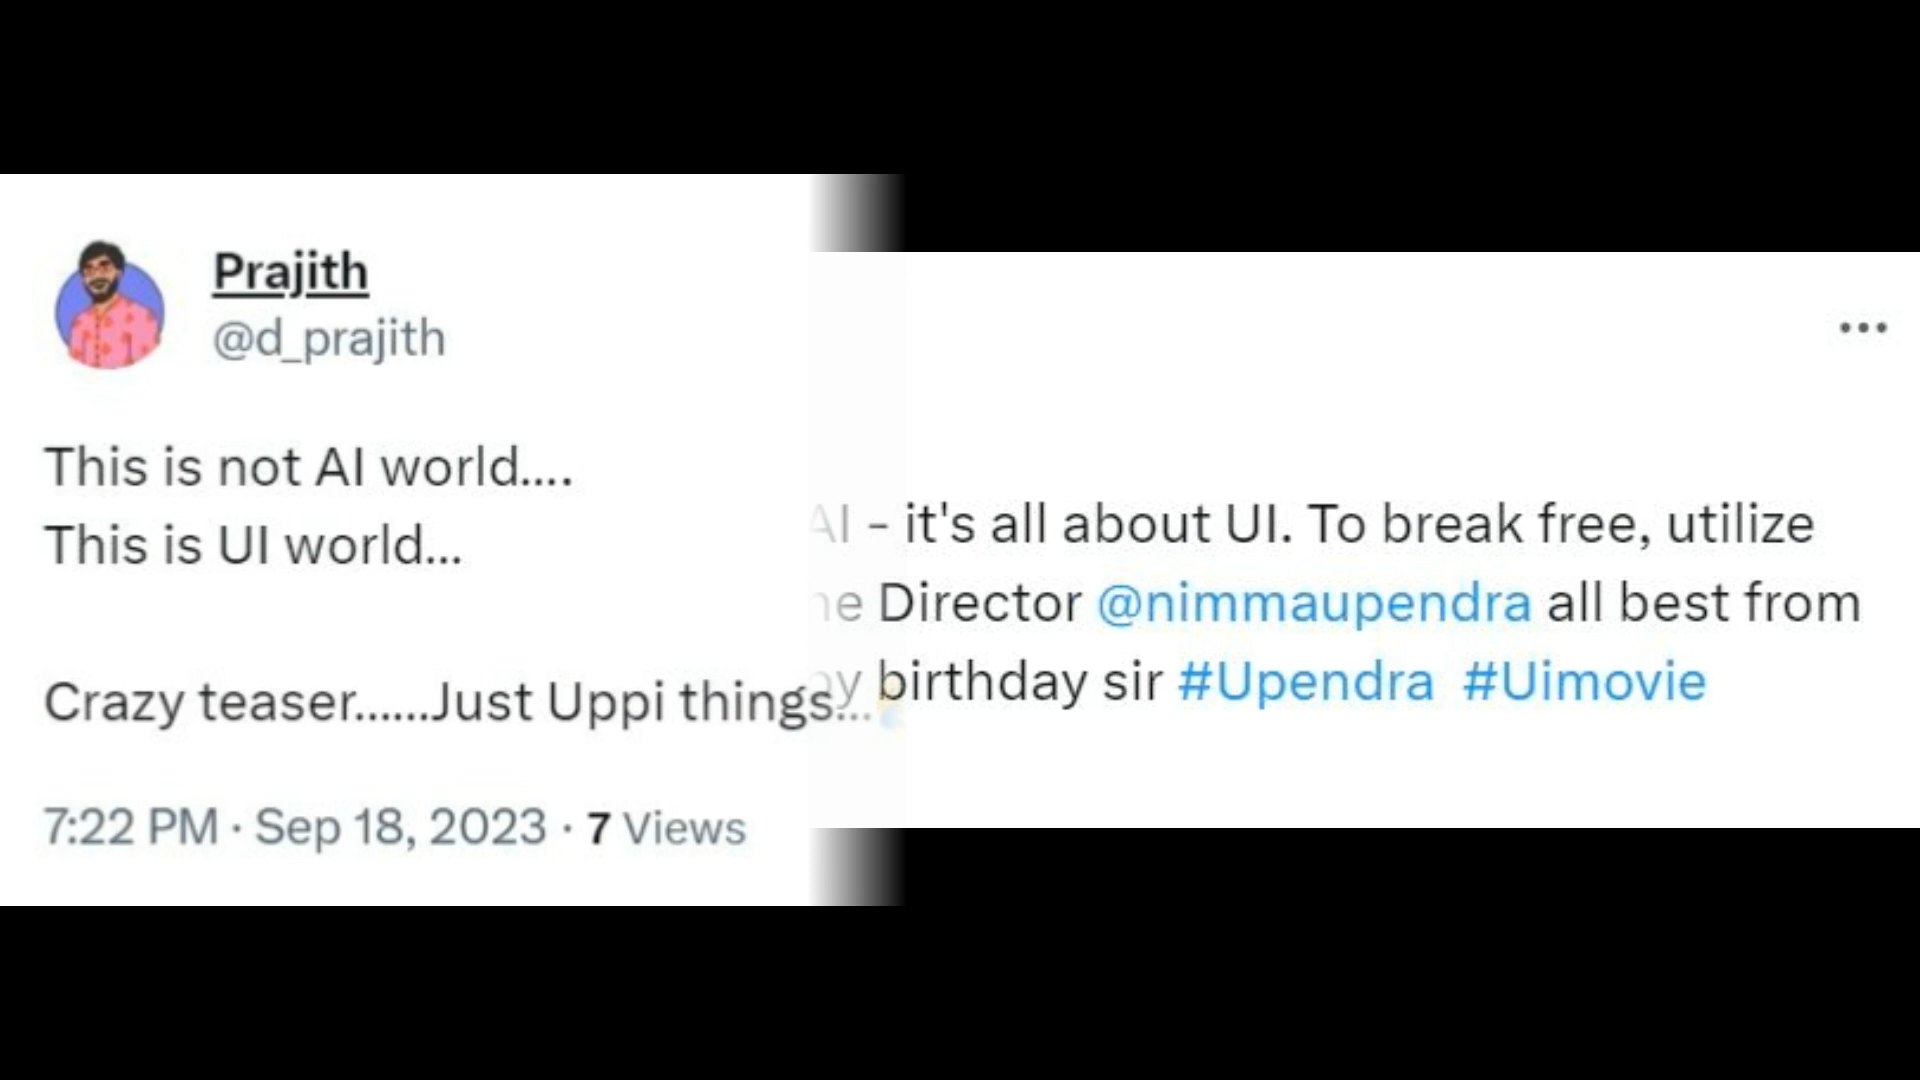 Prajith
@d_prajith
This is not AI world....
This is UI world...
Crazy teaser......Just Uppi things...
7:22 PM · Sep 18, 2023 · 7 Views
AI - it's all about UI. To break free, utilize
Director @nimmaupendra all best from
birthday sir #Upendra #Uimovie